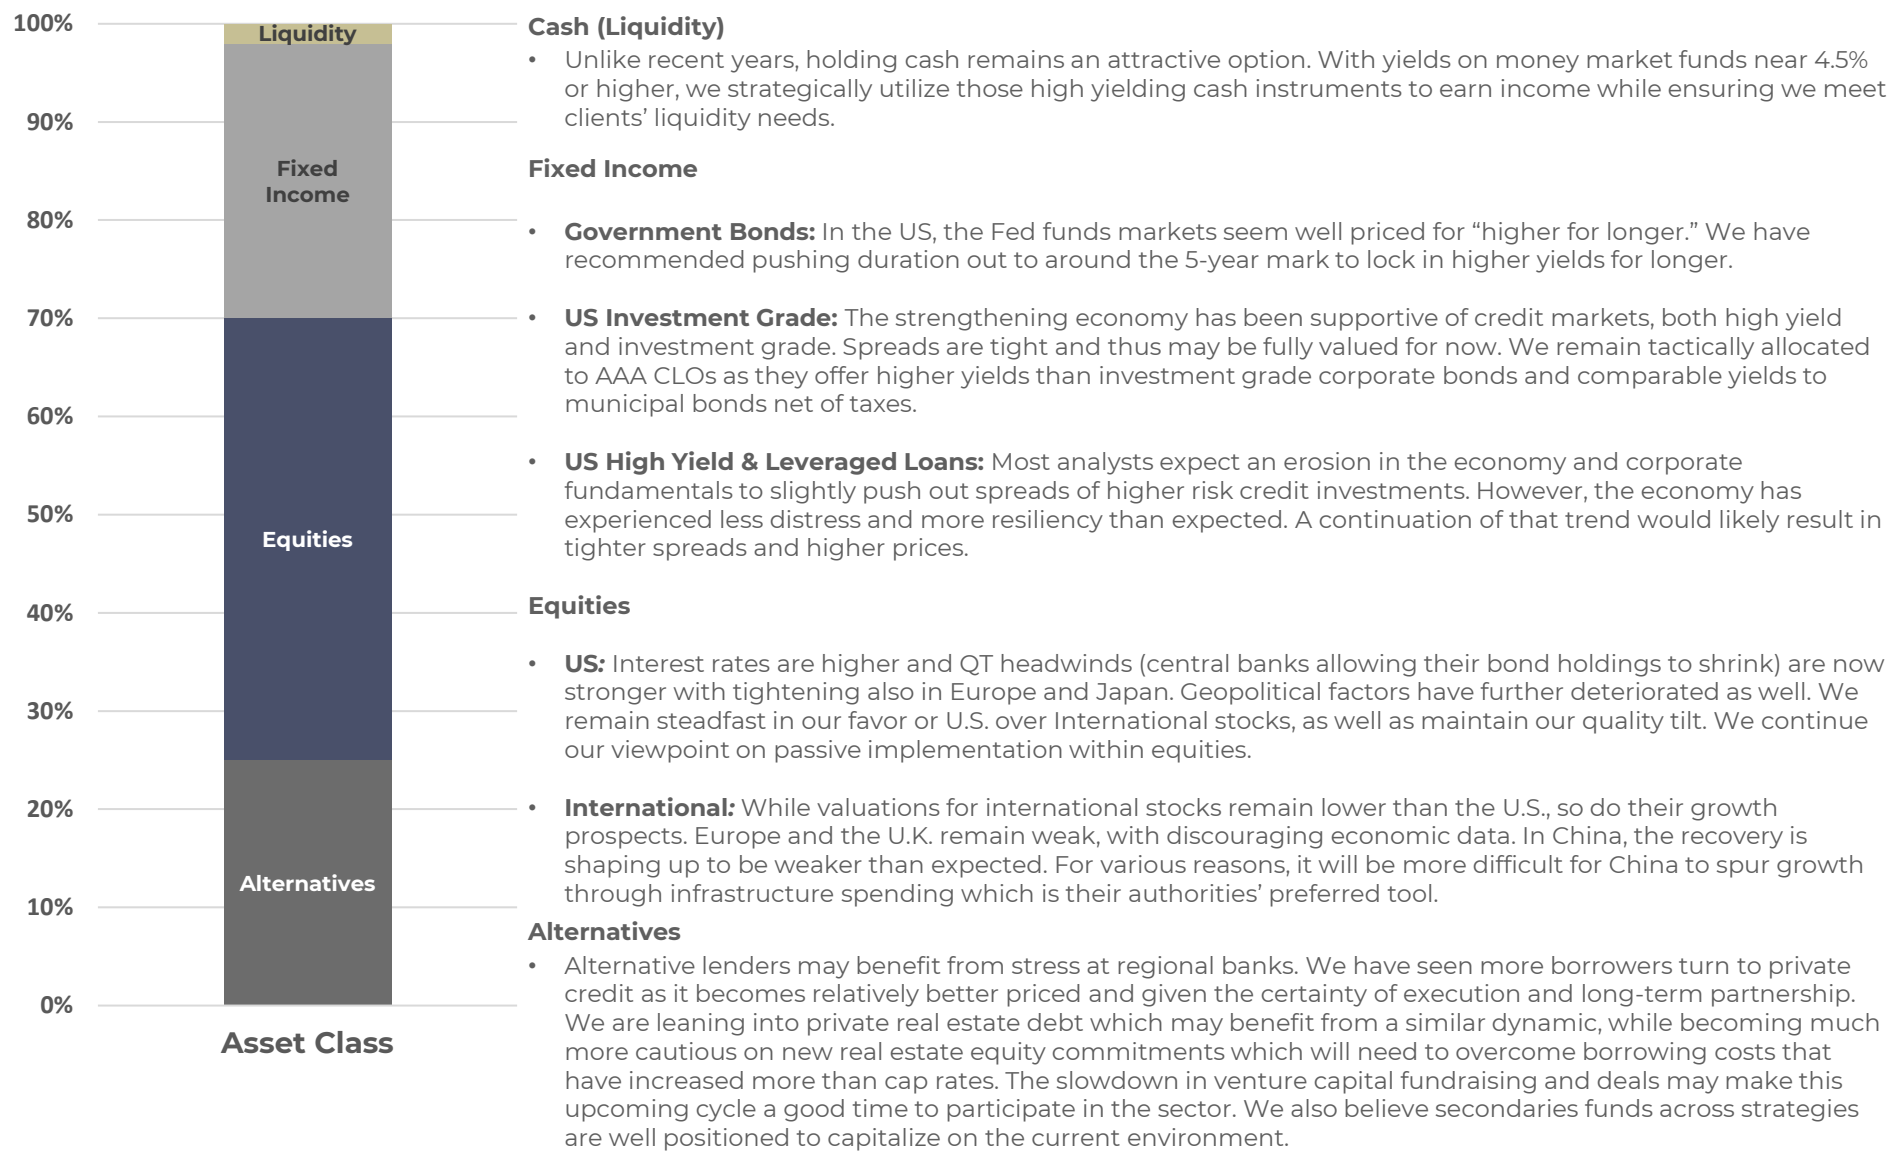 100%
90%
80%
70%
60%
50%
40%
30%
20%
10%
0%
Liquidity
Fixed
Income
Equities
Alternatives
Asset Class
Cash (Liquidity)
• Unlike recent years, holding cash remains an attractive option. With yields on money market funds near 4.5%
or higher, we strategically utilize those high yielding cash instruments to earn income while ensuring we meet
clients’ liquidity needs.
Fixed Income
• Government Bonds: In the US, the Fed funds markets seem well priced for “higher for longer.” We have
recommended pushing duration out to around the 5-year mark to lock in higher yields for longer.
• US Investment Grade: The strengthening economy has been supportive of credit markets, both high yield
and investment grade. Spreads are tight and thus may be fully valued for now. We remain tactically allocated
to AAA CLOs as they offer higher yields than investment grade corporate bonds and comparable yields to
municipal bonds net of taxes.
• US High Yield & Leveraged Loans: Most analysts expect an erosion in the economy and corporate
fundamentals to slightly push out spreads of higher risk credit investments. However, the economy has
experienced less distress and more resiliency than expected. A continuation of that trend would likely result in
tighter spreads and higher prices.
Equities
• US: Interest rates are higher and QT headwinds (central banks allowing their bond holdings to shrink) are now
stronger with tightening also in Europe and Japan. Geopolitical factors have further deteriorated as well. We
remain steadfast in our favor or U.S. over International stocks, as well as maintain our quality tilt. We continue
our viewpoint on passive implementation within equities.
• International: While valuations for international stocks remain lower than the U.S., so do their growth
prospects. Europe and the U.K. remain weak, with discouraging economic data. In China, the recovery is
shaping up to be weaker than expected. For various reasons, it will be more difficult for China to spur growth
through infrastructure spending which is their authorities’ preferred tool.
Alternatives
• Alternative lenders may benefit from stress at regional banks. We have seen more borrowers turn to private
credit as it becomes relatively better priced and given the certainty of execution and long-term partnership.
We are leaning into private real estate debt which may benefit from a similar dynamic, while becoming much
more cautious on new real estate equity commitments which will need to overcome borrowing costs that
have increased more than cap rates. The slowdown in venture capital fundraising and deals may make this
upcoming cycle a good time to participate in the sector. We also believe secondaries funds across strategies
are well positioned to capitalize on the current environment.